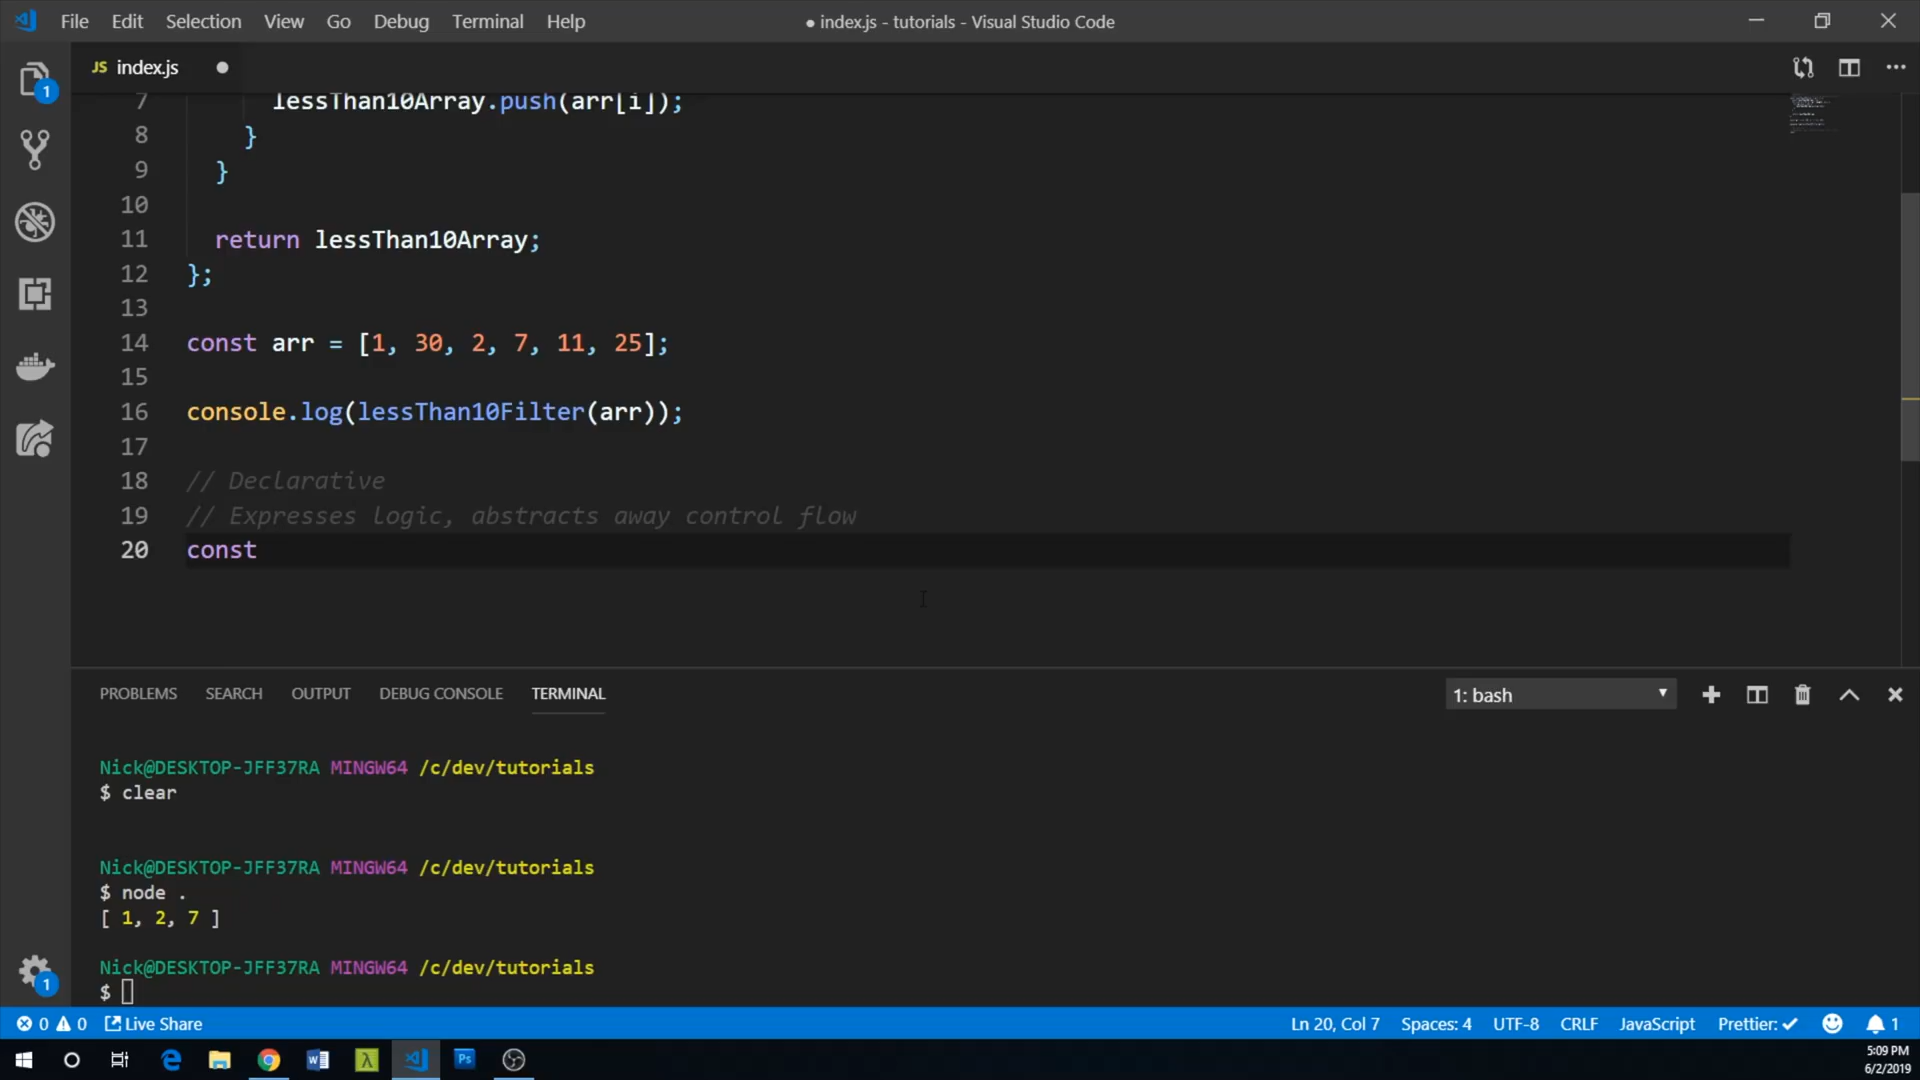 File Edit Selection View Go Debug Terminal Help ● index.js - tutorials - Visual Studio Code
JS index.js ●
1
7 lessThan10Array.push(arr[i]);
8 }
9 }
10
11 return lessThan10Array;
12 };
13
14 const arr = [1, 30, 2, 7, 11, 25];
15
16 console.log(lessThan10Filter(arr));
17
18 // Declarative
19 // Expresses logic, abstracts away control flow
20 const
PROBLEMS SEARCH OUTPUT DEBUG CONSOLE TERMINAL 1: bash
Nick@DESKTOP-JFF37RA MINGW64 /c/dev/tutorials
$ clear
Nick@DESKTOP-JFF37RA MINGW64 /c/dev/tutorials
$ node .
[ 1, 2, 7 ]
Nick@DESKTOP-JFF37RA MINGW64 /c/dev/tutorials
1
$
0 0 Live Share Ln 20, Col 7 Spaces: 4 UTF-8 CRLF JavaScript Prettier: ✓ 1
Ps
5:09 PM
6/2/2019